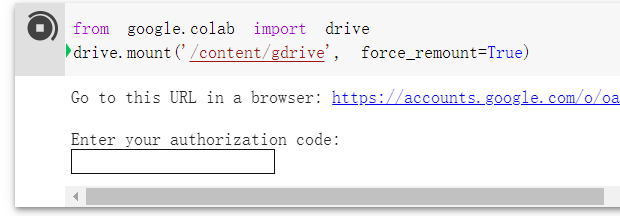 from google.colab import drive
drive.mount('/content/gdrive', force_remount=True)
Go to this URL in a browser: https://accounts.google.com/o/oa
Enter your authorization code: